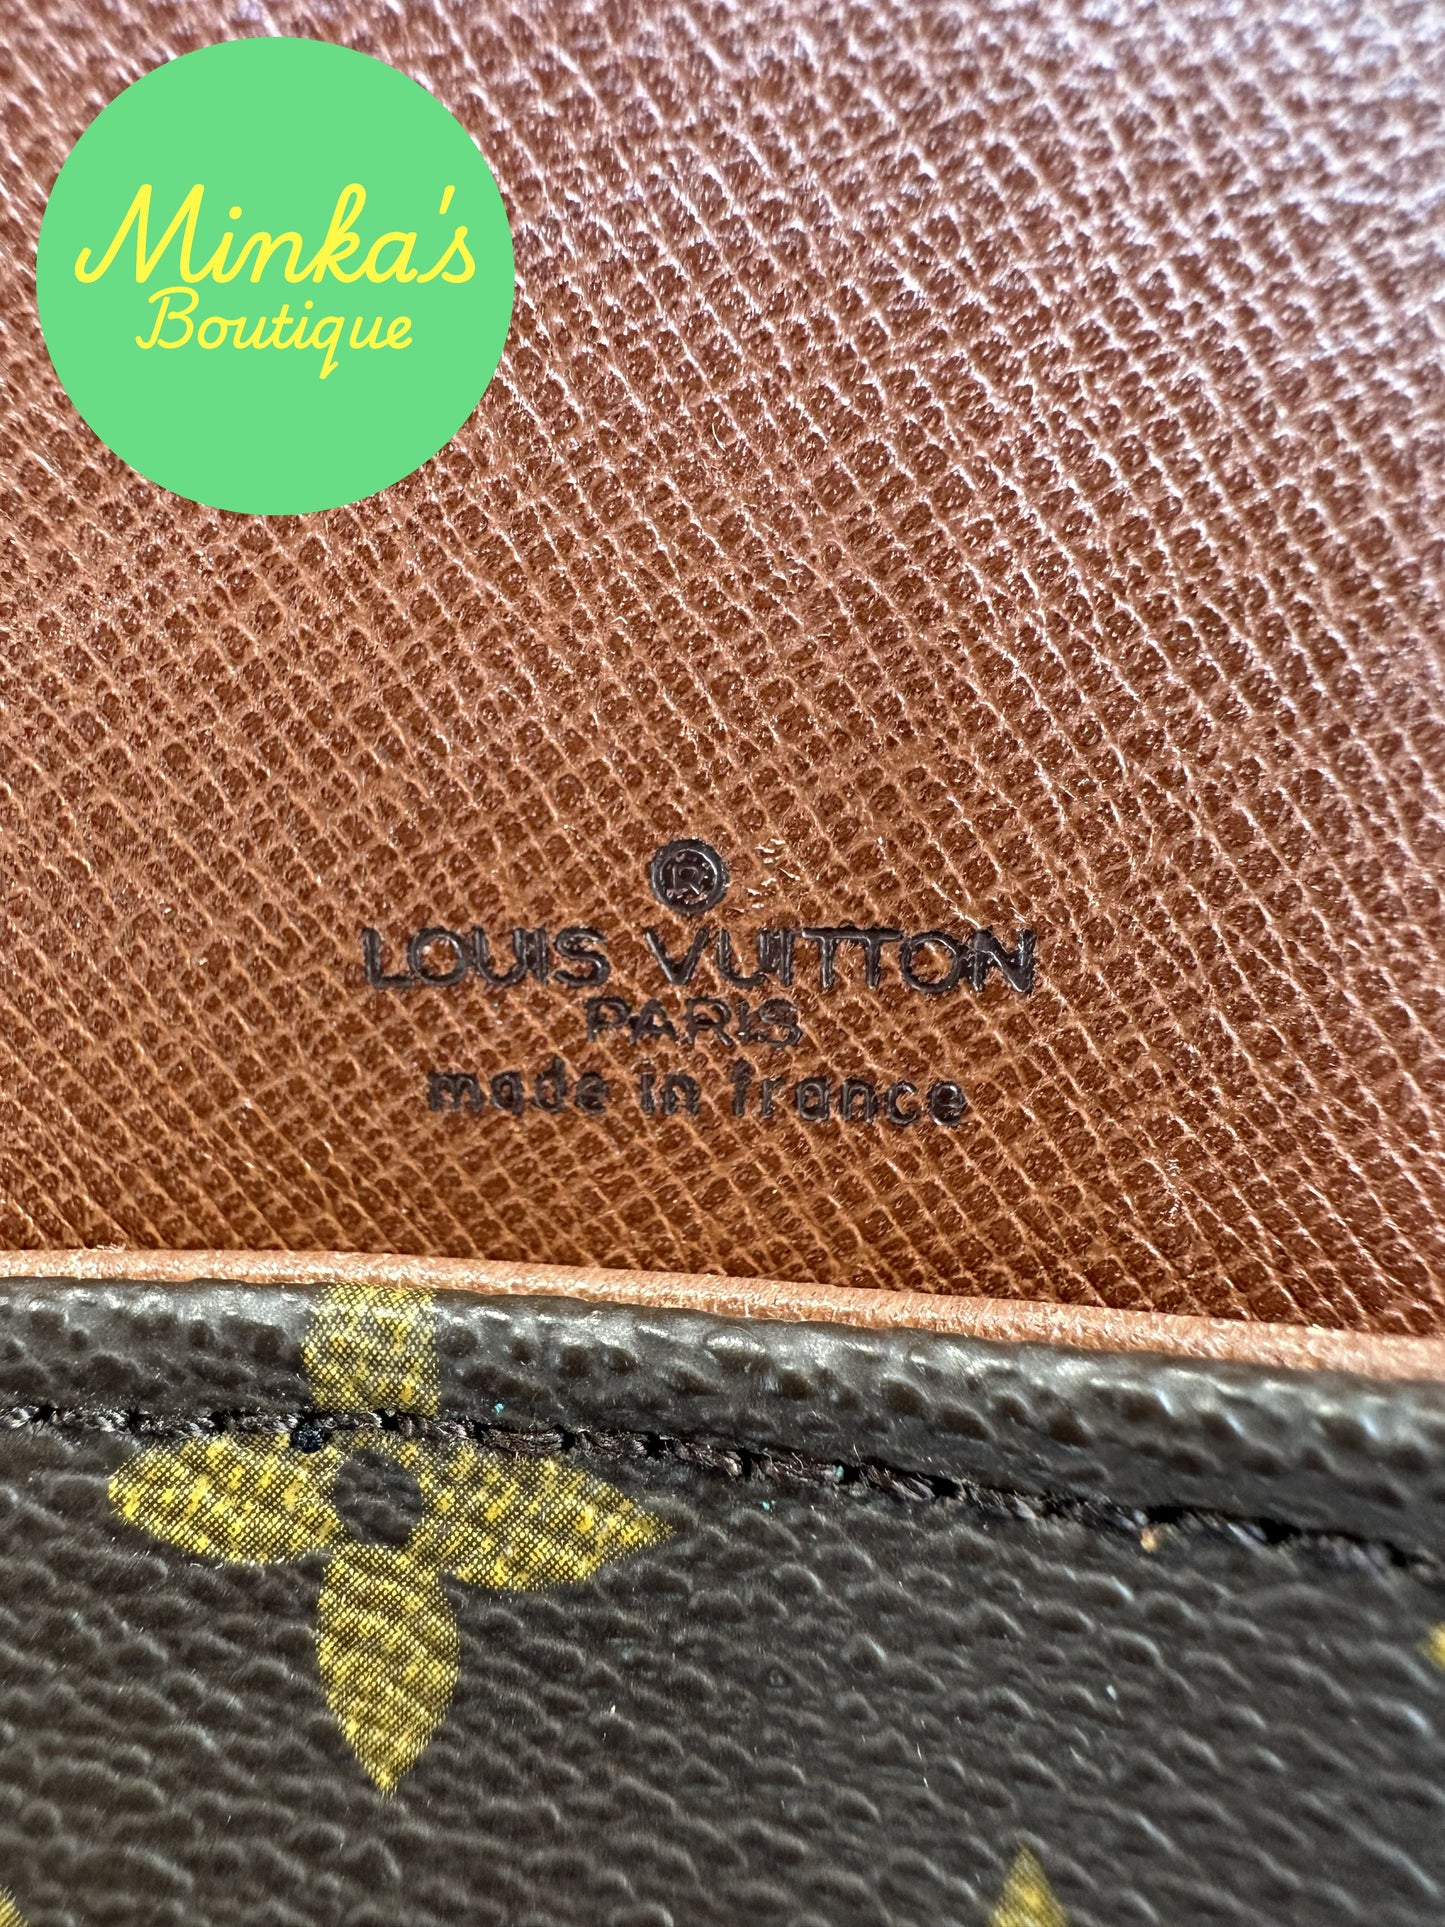 Minka's
Boutique
®
LOUIS VUITTON
PARIS
made in france